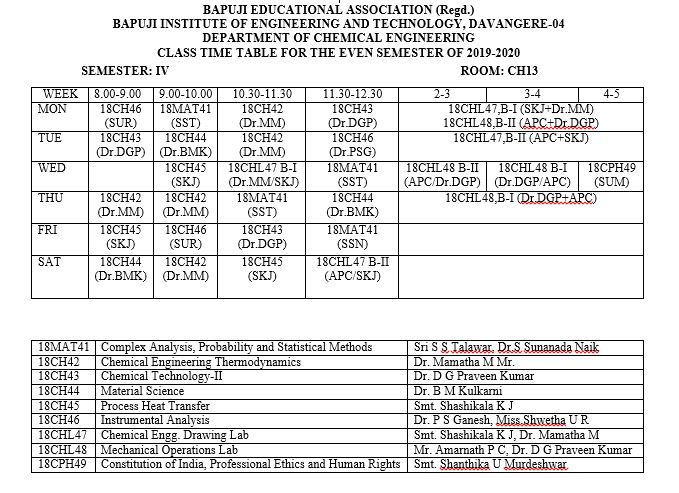 BAPUJI EDUCATIONAL ASSOCIATION (Regd.)
BAPUJI INSTITUTE OF ENGINEERING AND TECHNOLOGY, DAVANGERE-04
DEPARTMENT OF CHEMICAL ENGINEERING
CLASS TIME TABLE FOR THE EVEN SEMESTER OF 2019-2020
SEMESTER: IV ROOM: CH13
WEEK 8.00-9.00 9.00-10.00 10.30-11.30 11.30-12.30 2-3 3-4 4-5
MON 18CH46 18MAT41 18CH42 18CH43 18CHL47,B-I (SKJ+Dr.MM)
(SUR) (SST) (Dr.MM) (Dr.DGP) 18CHL48,B-II (APC+Dr.DGP)
TUE 18CH43 18CH44 18CH42 18CH46 18CHL47,B-II (APC+SKJ)
(Dr.DGP) (Dr.BMK) (Dr.MM) (Dr.PSG)
WED 18CH45 18CHL47 B-I 18MAT41 18CHL48 B-II 18CHL48 B-I 18CPH49
(SKJ) (Dr.MM/SKJ) (SST) (APC/Dr.DGP) (Dr.DGP/APC) (SUM)
THU 18CH42 18CH42 18MAT41 18CH44 18CHL48,B-I (Dr.DGP+APC)
(Dr.MM) (Dr.MM) (SST) (Dr.BMK)
FRI 18CH45 18CH46 18CH43 18MAT41
(SKJ) (SUR) (Dr.DGP) (SSN)
SAT 18CH44 18CH42 18CH45 18CHL47 B-II
(Dr.BMK) (Dr.MM) (SKJ) (APC/SKJ)
18MAT41 Complex Analysis, Probability and Statistical Methods Sri S S Talawar, Dr.S Sunanada Naik
18CH42 Chemical Engineering Thermodynamics Dr. Mamatha M Mr.
18CH43 Chemical Technology-II Dr. D G Praveen Kumar
18CH44 Material Science Dr. B M Kulkarni
18CH45 Process Heat Transfer Smt. Shashikala K J
18CH46 Instrumental Analysis Dr. P S Ganesh, Miss.Shwetha U R
18CHL47 Chemical Engg. Drawing Lab Smt. Shashikala K J, Dr. Mamatha M
18CHL48 Mechanical Operations Lab Mr. Amarnath P C, Dr. D G Praveen Kumar
18CPH49 Constitution of India, Professional Ethics and Human Rights Smt. Shanthika U Murdeshwar